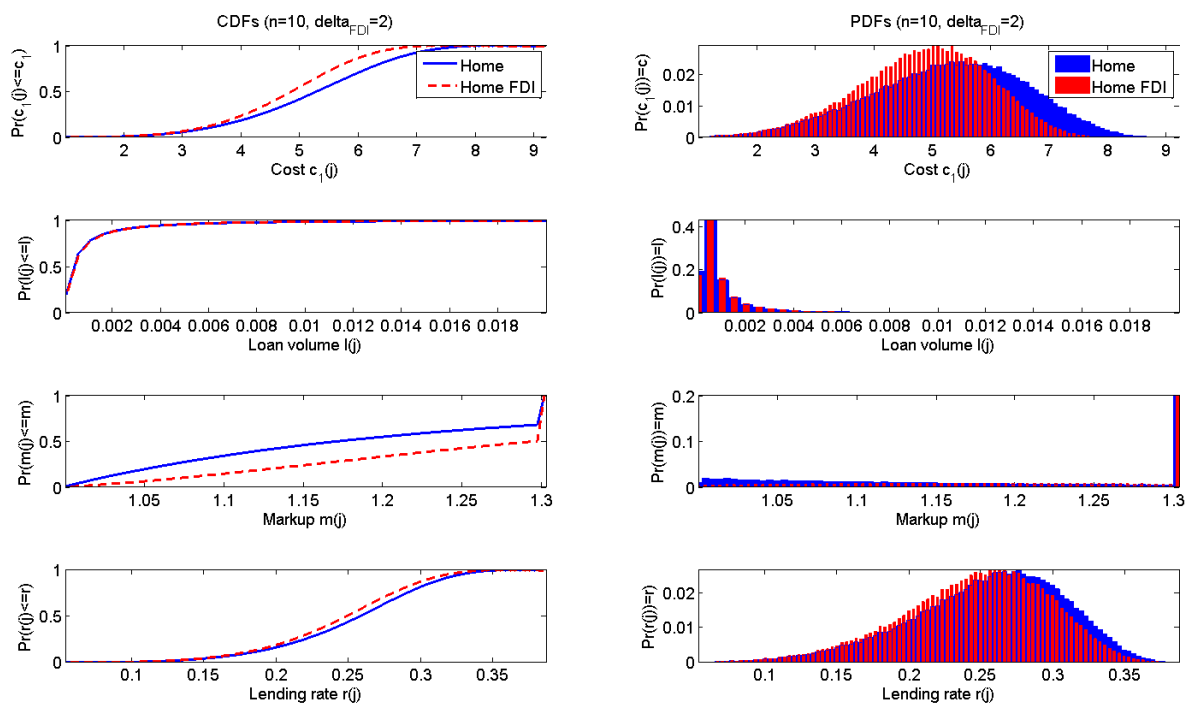 CDFs (n=10, delta_FDI=2)
Pr(c_1(j)<=c_1)
1
0.5
0
2 3 4 5 6 7 8 9
Cost c_1(j)
Home
Home FDI
PDFs (n=10, delta_FDI=2)
Pr(c_1(j)=c)
0.02
0.01
0
2 3 4 5 6 7 8 9
Cost c_1(j)
Home
Home FDI
Pr(l(j)<=l)
1
0.5
0
0.002 0.004 0.006 0.008 0.01 0.012 0.014 0.016 0.018
Loan volume l(j)
Pr(l(j))=l)
0.4
0.2
0
0.002 0.004 0.006 0.008 0.01 0.012 0.014 0.016 0.018
Loan volume l(j)
Pr(m(j)<=m)
1
0.5
0
1.05 1.1 1.15 1.2 1.25 1.3
Markup m(j)
Pr(m(j))=m)
0.2
0.1
0
1.05 1.1 1.15 1.2 1.25 1.3
Markup m(j)
Pr(r(j)<=r)
1
0.5
0
0.1 0.15 0.2 0.25 0.3 0.35
Lending rate r(j)
Pr(r(j))=r)
0.02
0.01
0
0.1 0.15 0.2 0.25 0.3 0.35
Lending rate r(j)